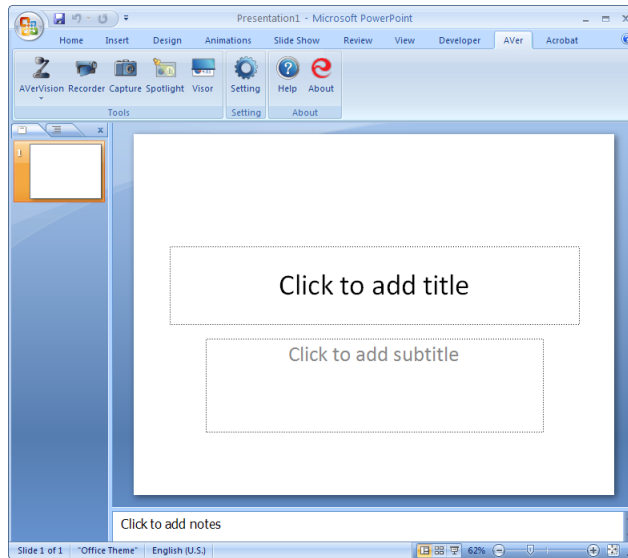 Presentation1 - Microsoft PowerPoint
Home Insert Design Animations Slide Show Review View Developer AVer Acrobat
AVerVision Recorder Capture Spotlight Visor Setting Help About
Tools Setting About
1
Click to add title
Click to add subtitle
Click to add notes
Slide 1 of 1 "Office Theme" English (U.S.) 62%